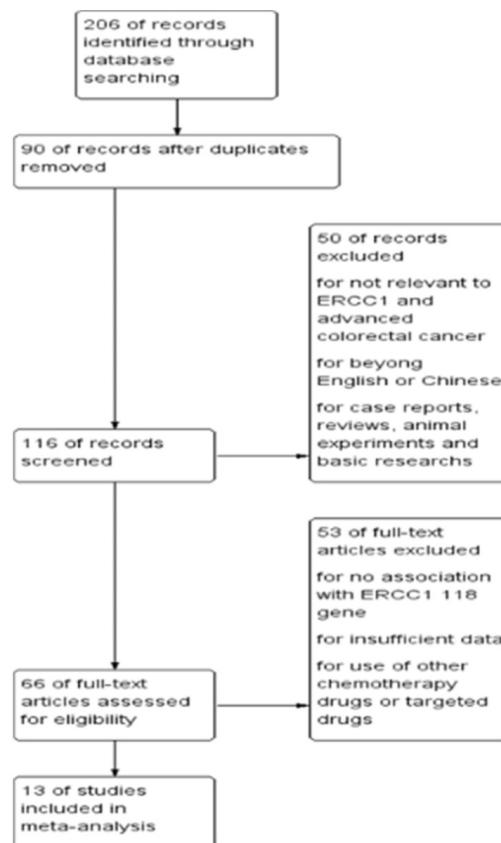 206 of records
identified through
database
searching
90 of records after duplicates
removed
50 of records
excluded
for not relevant to
ERCC1 and
advanced
colorectal cancer
for beyong
English or Chinese
for case reports,
reviews, animal
experiments and
basic researchs
116 of records
screened
53 of full-text
articles excluded
for no association
with ERCC1 118
gene
for insufficient data
for use of other
chemotherapy
drugs or targeted
drugs
66 of full-text
articles assessed
for eligibility
13 of studies
included in
meta-analysis